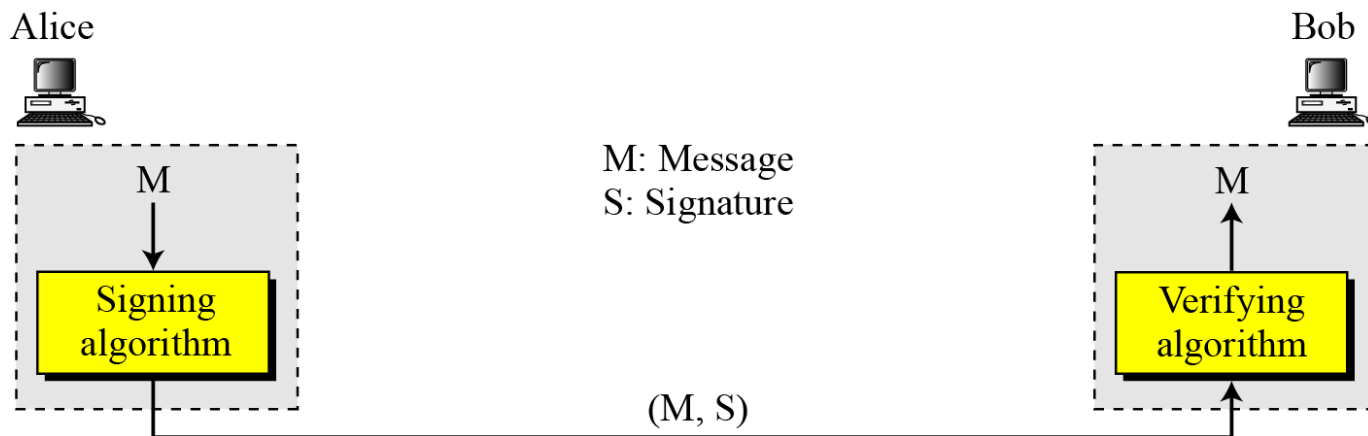 Alice
Bob
M: Message
S: Signature
M
M
Signing
algorithm
Verifying
algorithm
(M, S)